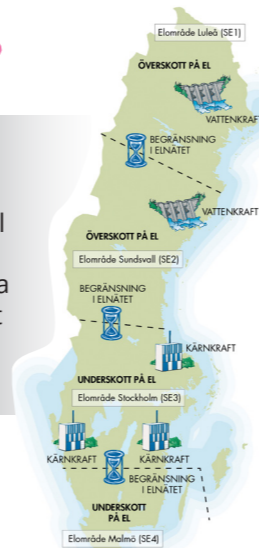 Elområde Luleå (SE1)
ÖVERSKOTT PÅ EL
VATTENKRAFT
BEGRÄNSNING
I ELNÄTET
VATTENKRAFT
ÖVERSKOTT PÅ EL
Elområde Sundsvall (SE2)
BEGRÄNSNING
I ELNÄTET
KÄRNKRAFT
UNDERSKOTT PÅ EL
Elområde Stockholm (SE3)
KÄRNKRAFT
KÄRNKRAFT
BEGRÄNSNING
I ELNÄTET
UNDERSKOTT
PÅ EL
Elområde Malmö (SE4)